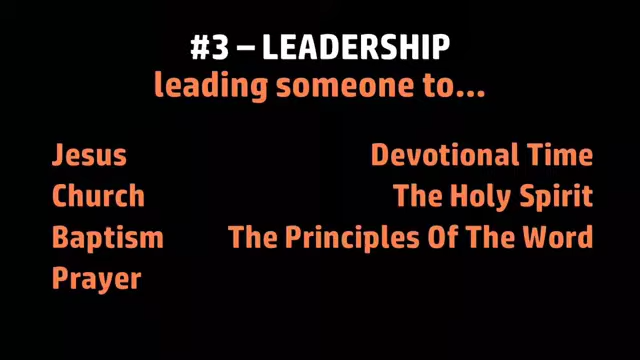 #3 – LEADERSHIP
leading someone to...
Jesus
Church
Baptism
Prayer
Devotional Time
The Holy Spirit
The Principles Of The Word